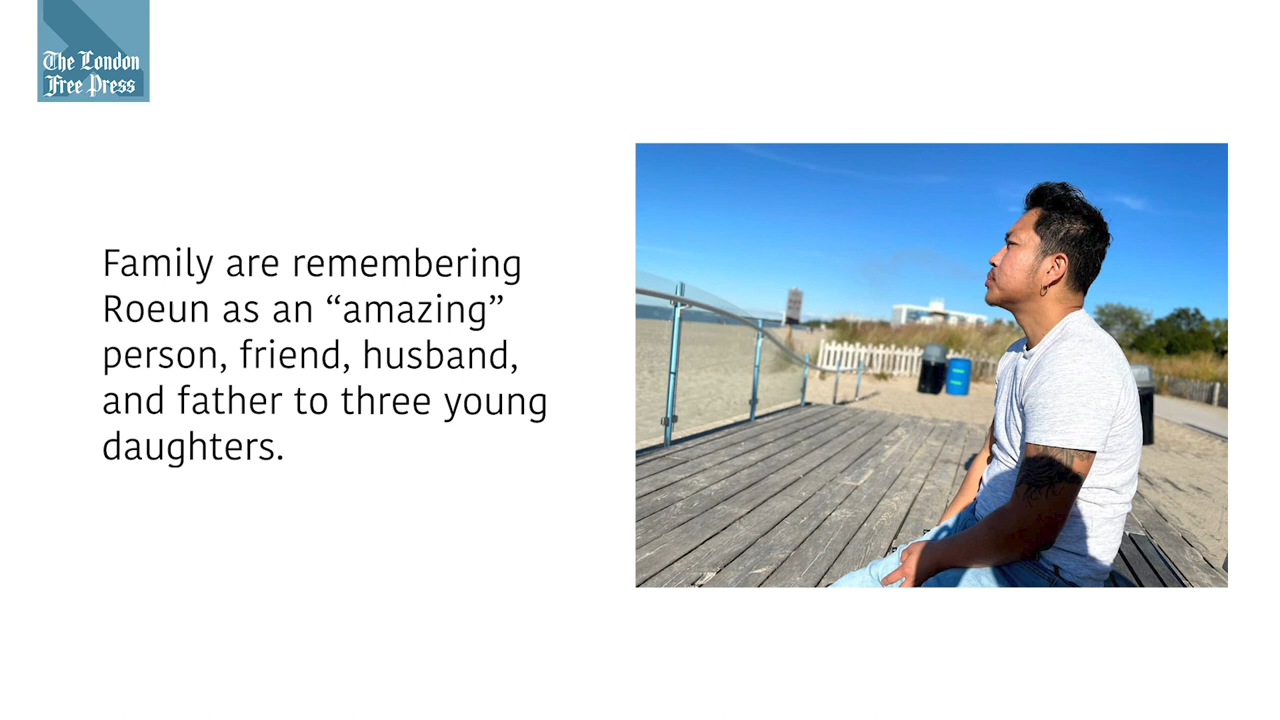 The London
Free Press
Family are remembering
Roeun as an “amazing”
person, friend, husband,
and father to three young
daughters.